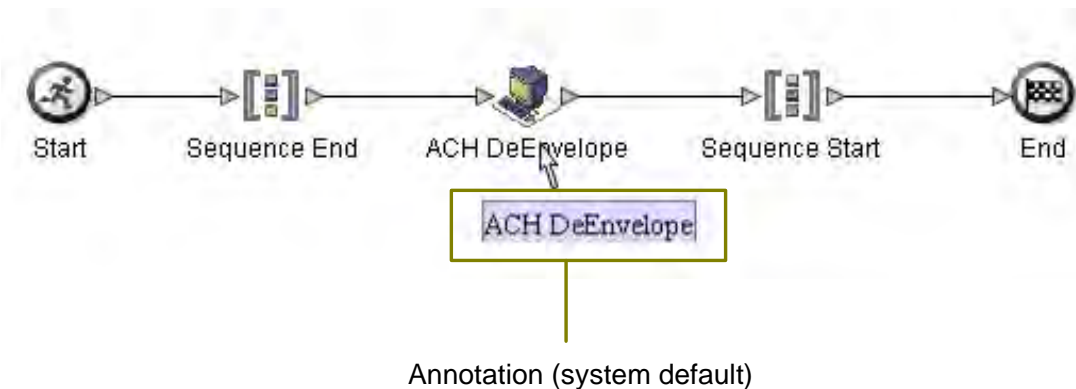 Start
Sequence End
ACH DeEnvelope
Sequence Start
End
ACH DeEnvelope
Annotation (system default)